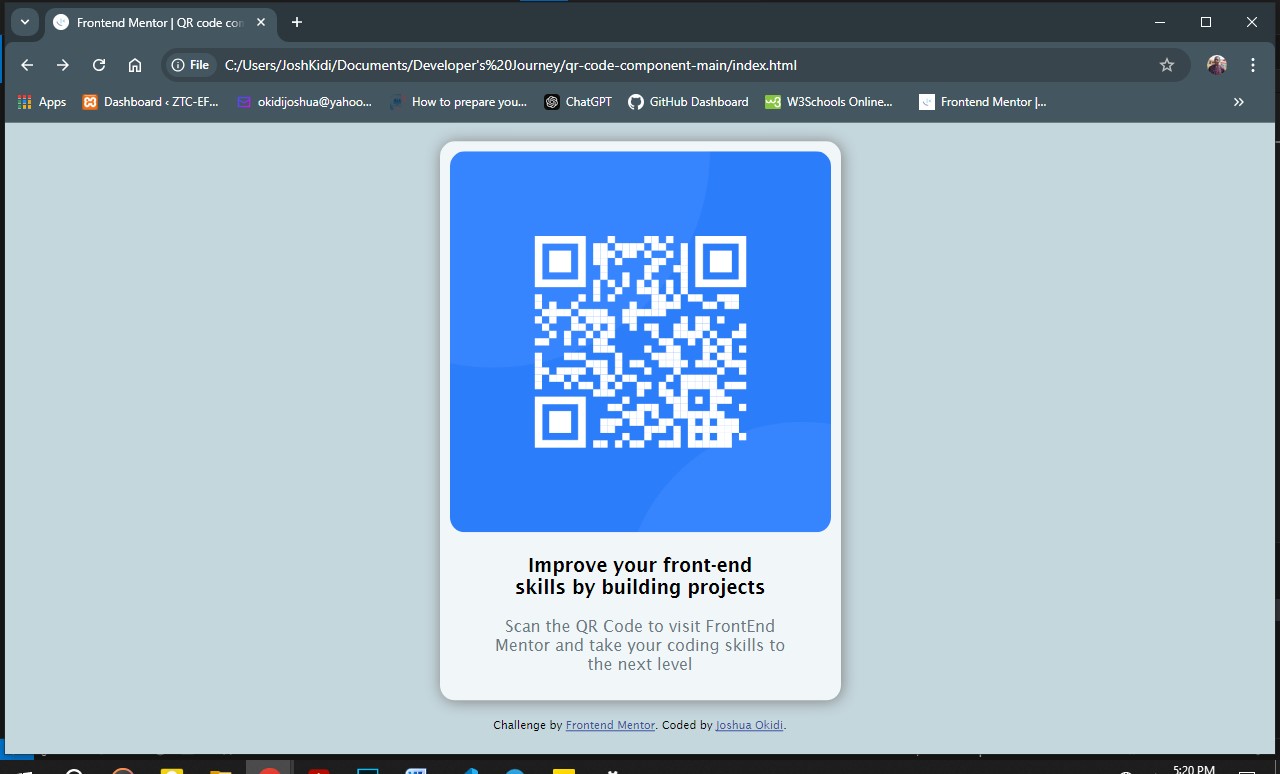 Frontend Mentor | QR code con
File
C:/Users/JoshKidi/Documents/Developer's%20Journey/qr-code-component-main/index.html
Apps
Dashboard ‹ ZTC-EF...
okidijoshua@yahoo...
How to prepare you...
ChatGPT
GitHub Dashboard
W3Schools Online...
Frontend Mentor |...
Improve your front-end
skills by building projects
Scan the QR Code to visit FrontEnd
Mentor and take your coding skills to
the next level
Challenge by Frontend Mentor. Coded by Joshua Okidi.
5:20 PM